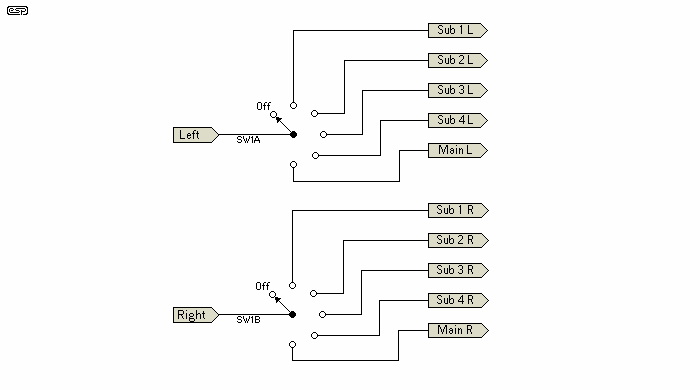 esp
Sub 1 L
Sub 2 L
Off
Sub 3 L
Sub 4 L
Left
SW1A
Main L
Sub 1 R
Sub 2 R
Off
Sub 3 R
Sub 4 R
Right
SW1B
Main R